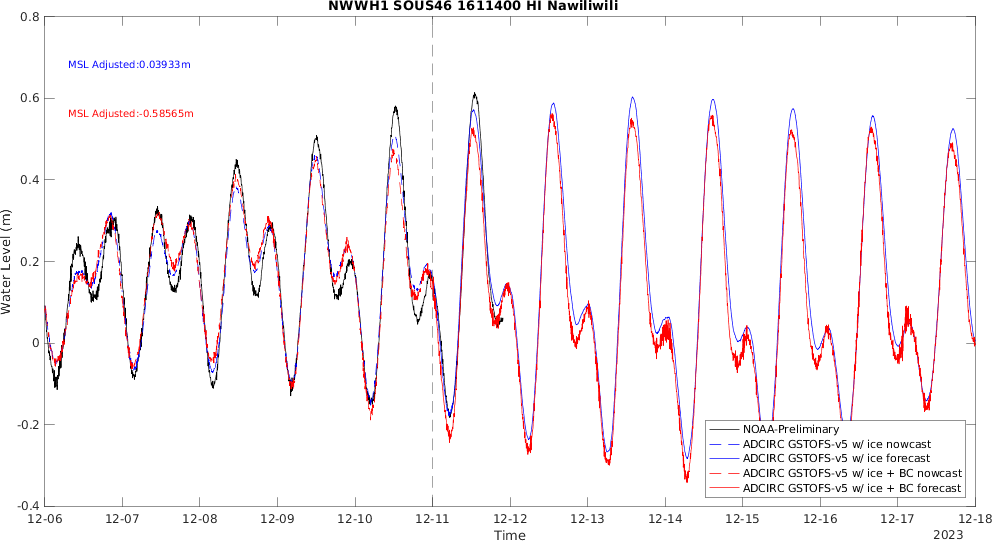 NWWH1 SOUS46 1611400 HI Nawiliwili
0.8
0.6
0.4
0.2
0
-0.2
-0.4
Water Level (m)
MSL Adjusted:0.03933m
MSL Adjusted:-0.58565m
NOAA-Preliminary
ADCIRC GSTOFS-v5 w/ ice nowcast
ADCIRC GSTOFS-v5 w/ ice forecast
ADCIRC GSTOFS-v5 w/ ice + BC nowcast
ADCIRC GSTOFS-v5 w/ ice + BC forecast
12-06 12-07 12-08 12-09 12-10 12-11 12-12 12-13 12-14 12-15 12-16 12-17 12-18
Time
2023